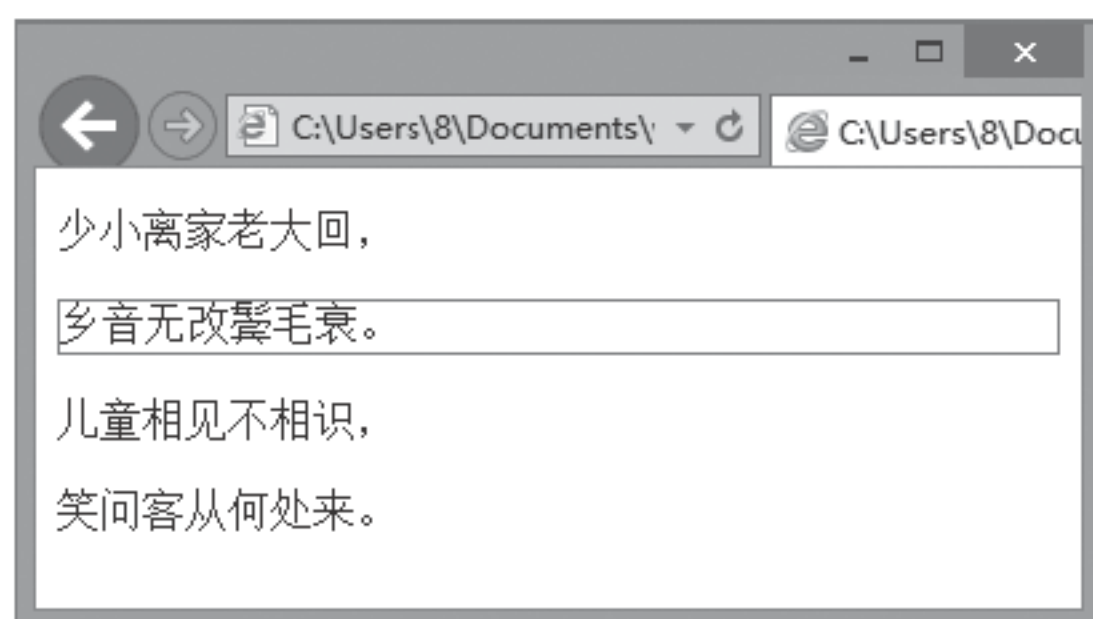 C:\Users\8\Documents\
C:\Users\8\Docu
少小离家老大回，
乡音无改鬓毛衰。
儿童相见不相识，
笑问客从何处来。